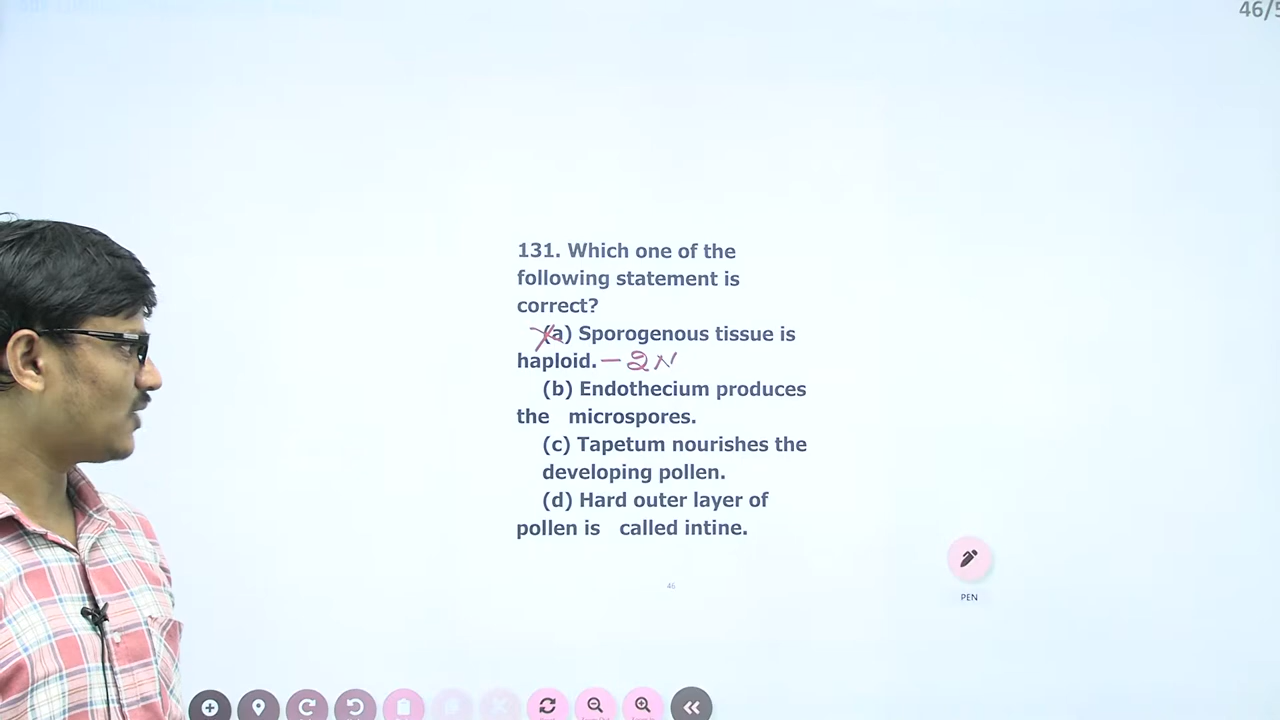 46/5
131. Which one of the
following statement is
correct?
(a) Sporogenous tissue is
haploid. — 2N
(b) Endothecium produces
the microspores.
(c) Tapetum nourishes the
developing pollen.
(d) Hard outer layer of
pollen is called intine.
46
PEN